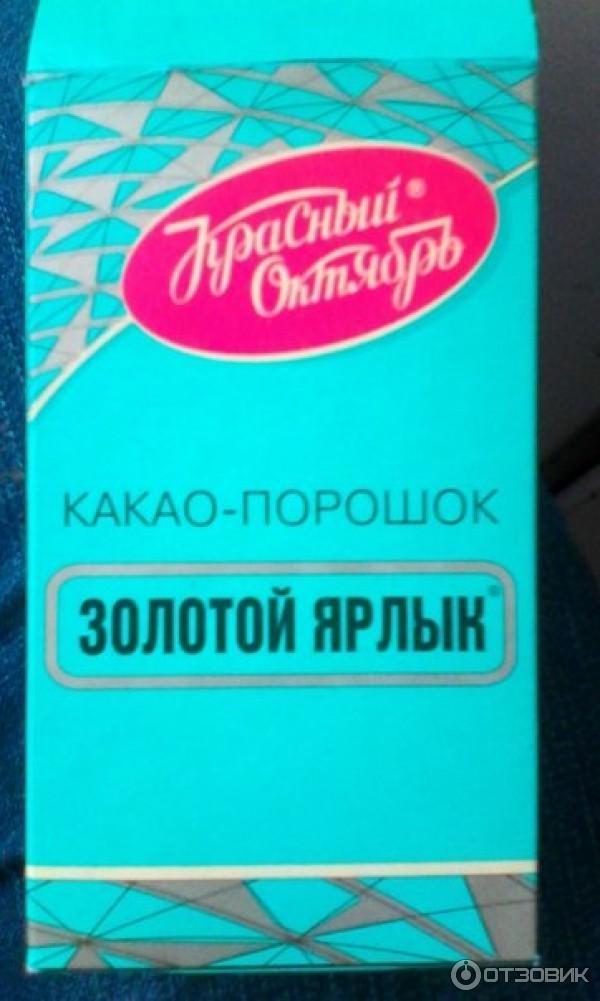 Красный®
Октябрь
КАКАО-ПОРОШОК
ЗОЛОТОЙ ЯРЛЫК®
ОТЗОВИК